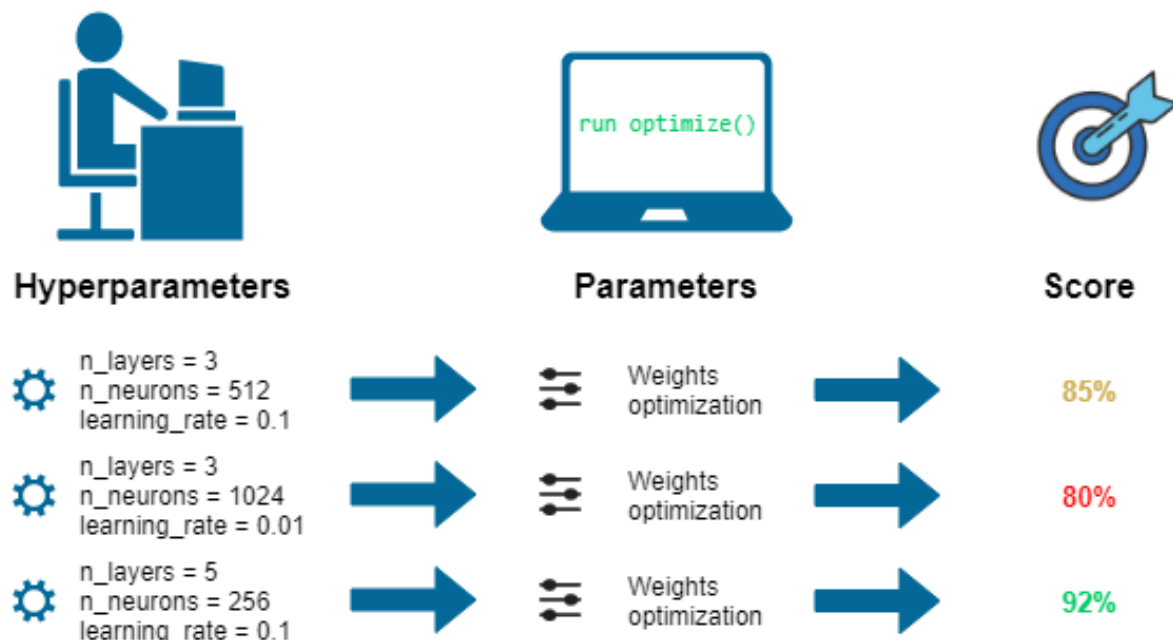 run optimize()
Hyperparameters
Parameters
Score
n_layers = 3
n_neurons = 512
learning_rate = 0.1
Weights
optimization
85%
n_layers = 3
n_neurons = 1024
learning_rate = 0.01
Weights
optimization
80%
n_layers = 5
n_neurons = 256
learning_rate = 0.1
Weights
optimization
92%